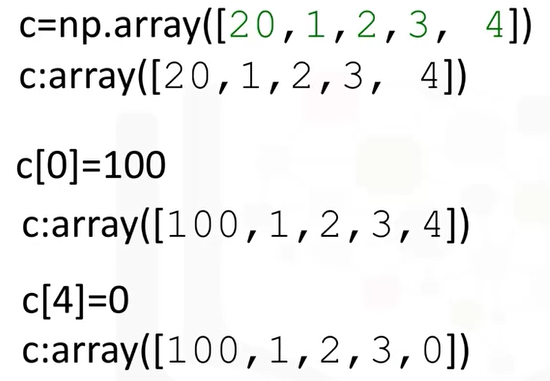 c=np.array([20,1,2,3, 4])
c:array([20,1,2,3, 4])
c[0]=100
c:array([100,1,2,3,4])
c[4]=0
c:array([100,1,2,3,0])